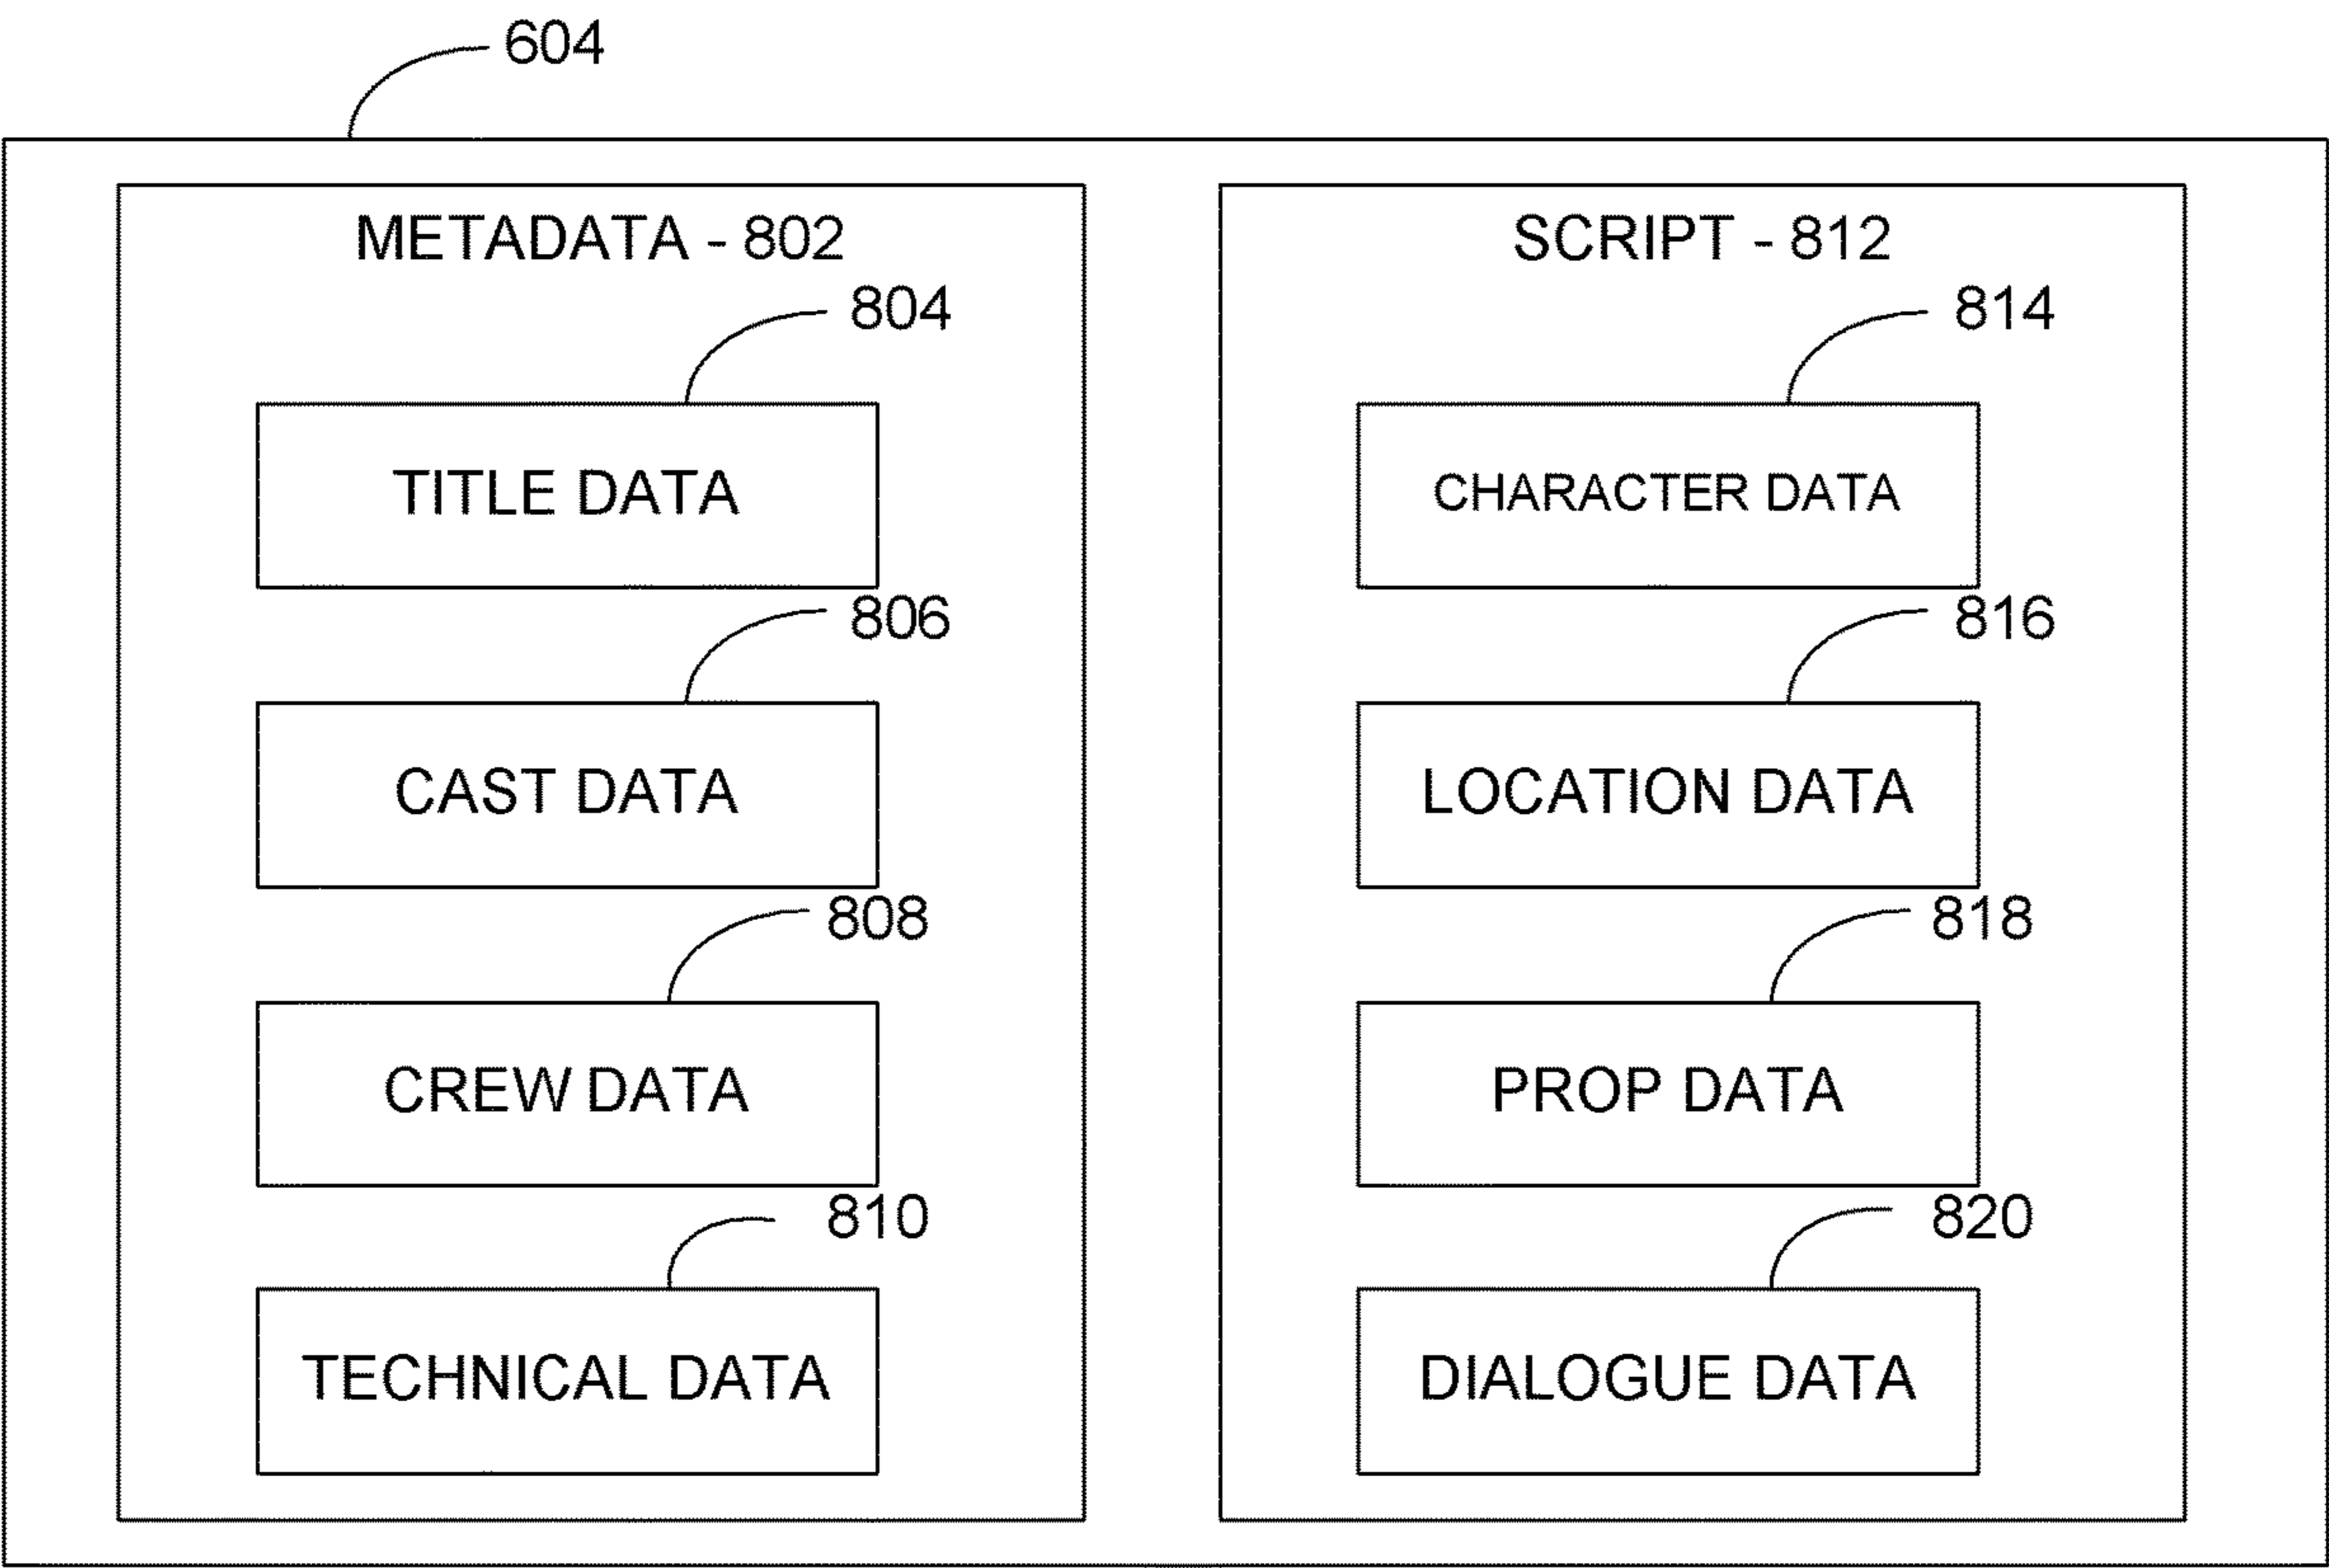 604
METADATA - 802
804
TITLE DATA
806
CAST DATA
808
CREW DATA
810
TECHNICAL DATA
SCRIPT - 812
814
CHARACTER DATA
816
LOCATION DATA
818
PROP DATA
820
DIALOGUE DATA